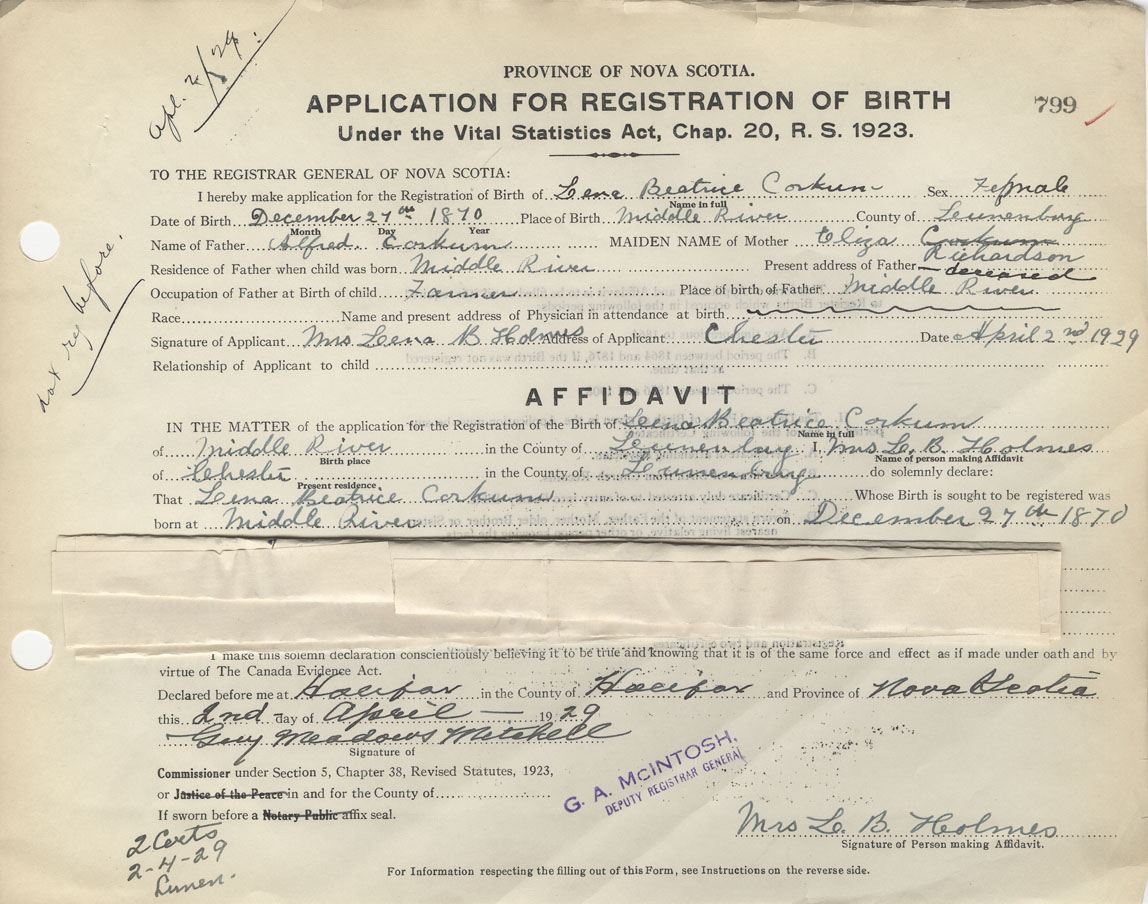 Apl. 2/29.
PROVINCE OF NOVA SCOTIA.
APPLICATION FOR REGISTRATION OF BIRTH
799
Under the Vital Statistics Act, Chap. 20, R. S. 1923.
TO THE REGISTRAR GENERAL OF NOVA SCOTIA:
I hereby make application for the Registration of Birth of Lena Beatrice Corkum Sex Female
Name in full
Date of Birth December 27th 1870 Place of Birth Middle River County of Lunenburg
Month Day Year
Name of Father Alfred Corkum MAIDEN NAME of Mother Eliza Corkum
Richardson
Residence of Father when child was born Middle River Present address of Father deceased
Occupation of Father at Birth of child Farmer Place of birth of Father Middle River
Race Name and present address of Physician in attendance at birth
Signature of Applicant Mrs Lena B Holmes Address of Applicant Chester Date April 2nd 1929
Relationship of Applicant to child
not reg before.
AFFIDAVIT
IN THE MATTER of the application for the Registration of the Birth of Lena Beatrice Corkum
Name in full
of Middle River in the County of Lunenburg I, Mrs L. B. Holmes
Birth place Name of person making Affidavit
of Chester in the County of Lunenburg do solemnly declare:
Present residence
That Lena Beatrice Corkum Whose Birth is sought to be registered was
born at Middle River on December 27th 1870
I make this solemn declaration conscientiously believing it to be true and knowing that it is of the same force and effect as if made under oath and by
virtue of The Canada Evidence Act.
Declared before me at Halifax in the County of Halifax and Province of Nova Scotia
this 2nd day of April 1929
Guy Meadows Mitchell
Signature of
Commissioner under Section 5, Chapter 38, Revised Statutes, 1923,
or Justice of the Peace in and for the County of
If sworn before a Notary Public affix seal.
G. A. McINTOSH,
DEPUTY REGISTRAR GENERAL
Mrs L. B. Holmes
Signature of Person making Affidavit.
2 Certs
2-4-29
Lunen.
For Information respecting the filling out of this Form, see Instructions on the reverse side.